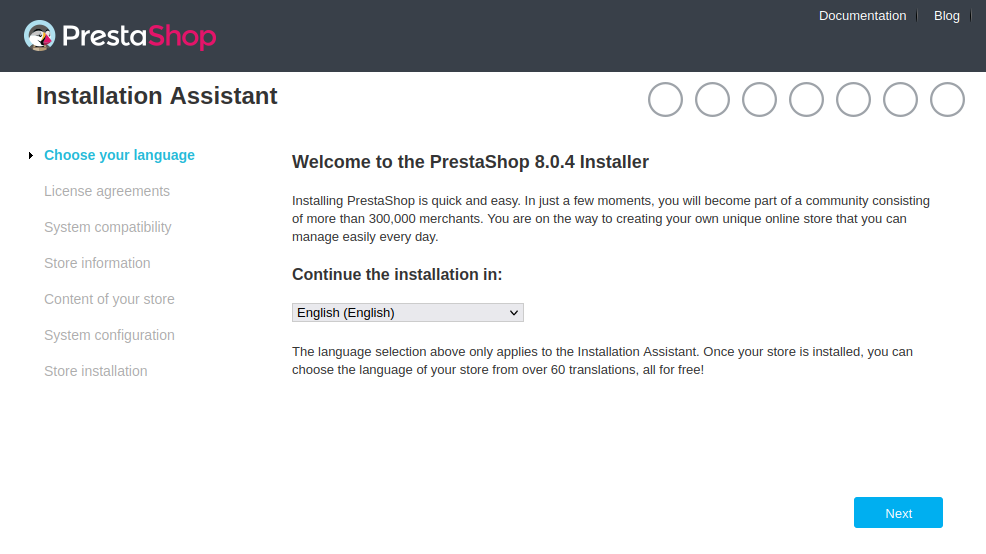 Documentation
Blog
PrestaShop
Installation Assistant
Choose your language
License agreements
System compatibility
Store information
Content of your store
System configuration
Store installation
Welcome to the PrestaShop 8.0.4 Installer
Installing PrestaShop is quick and easy. In just a few moments, you will become part of a community consisting
of more than 300,000 merchants. You are on the way to creating your own unique online store that you can
manage easily every day.
Continue the installation in:
English (English)
The language selection above only applies to the Installation Assistant. Once your store is installed, you can
choose the language of your store from over 60 translations, all for free!
Next